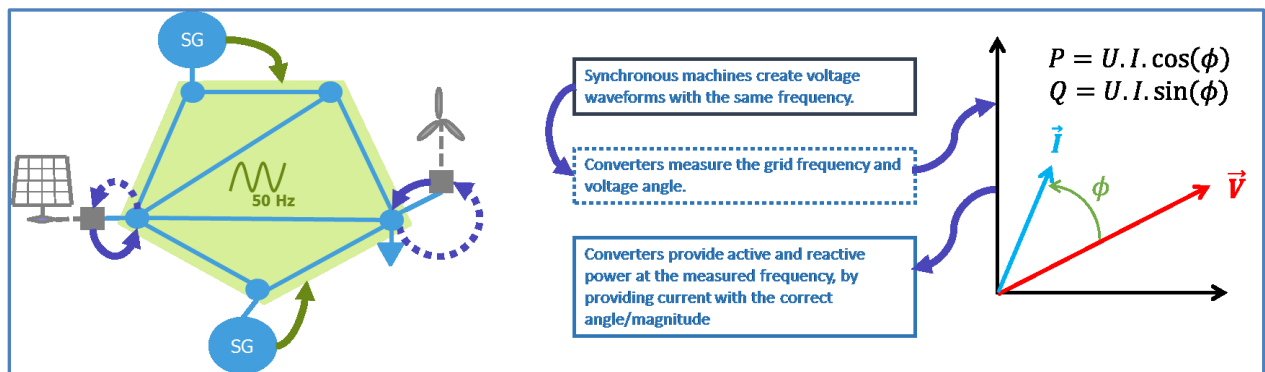 SG
50 Hz
SG
Synchronous machines create voltage
waveforms with the same frequency.
Converters measure the grid frequency and
voltage angle.
Converters provide active and reactive
power at the measured frequency, by
providing current with the correct
angle/magnitude
P = U.I.cos(ϕ)
Q = U.I.sin(ϕ)
I⃗
ϕ
V⃗